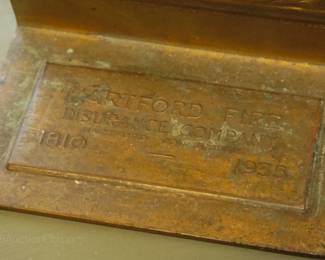 HARTFORD FIRE
INSURANCE COMPANY
1810 — 1935